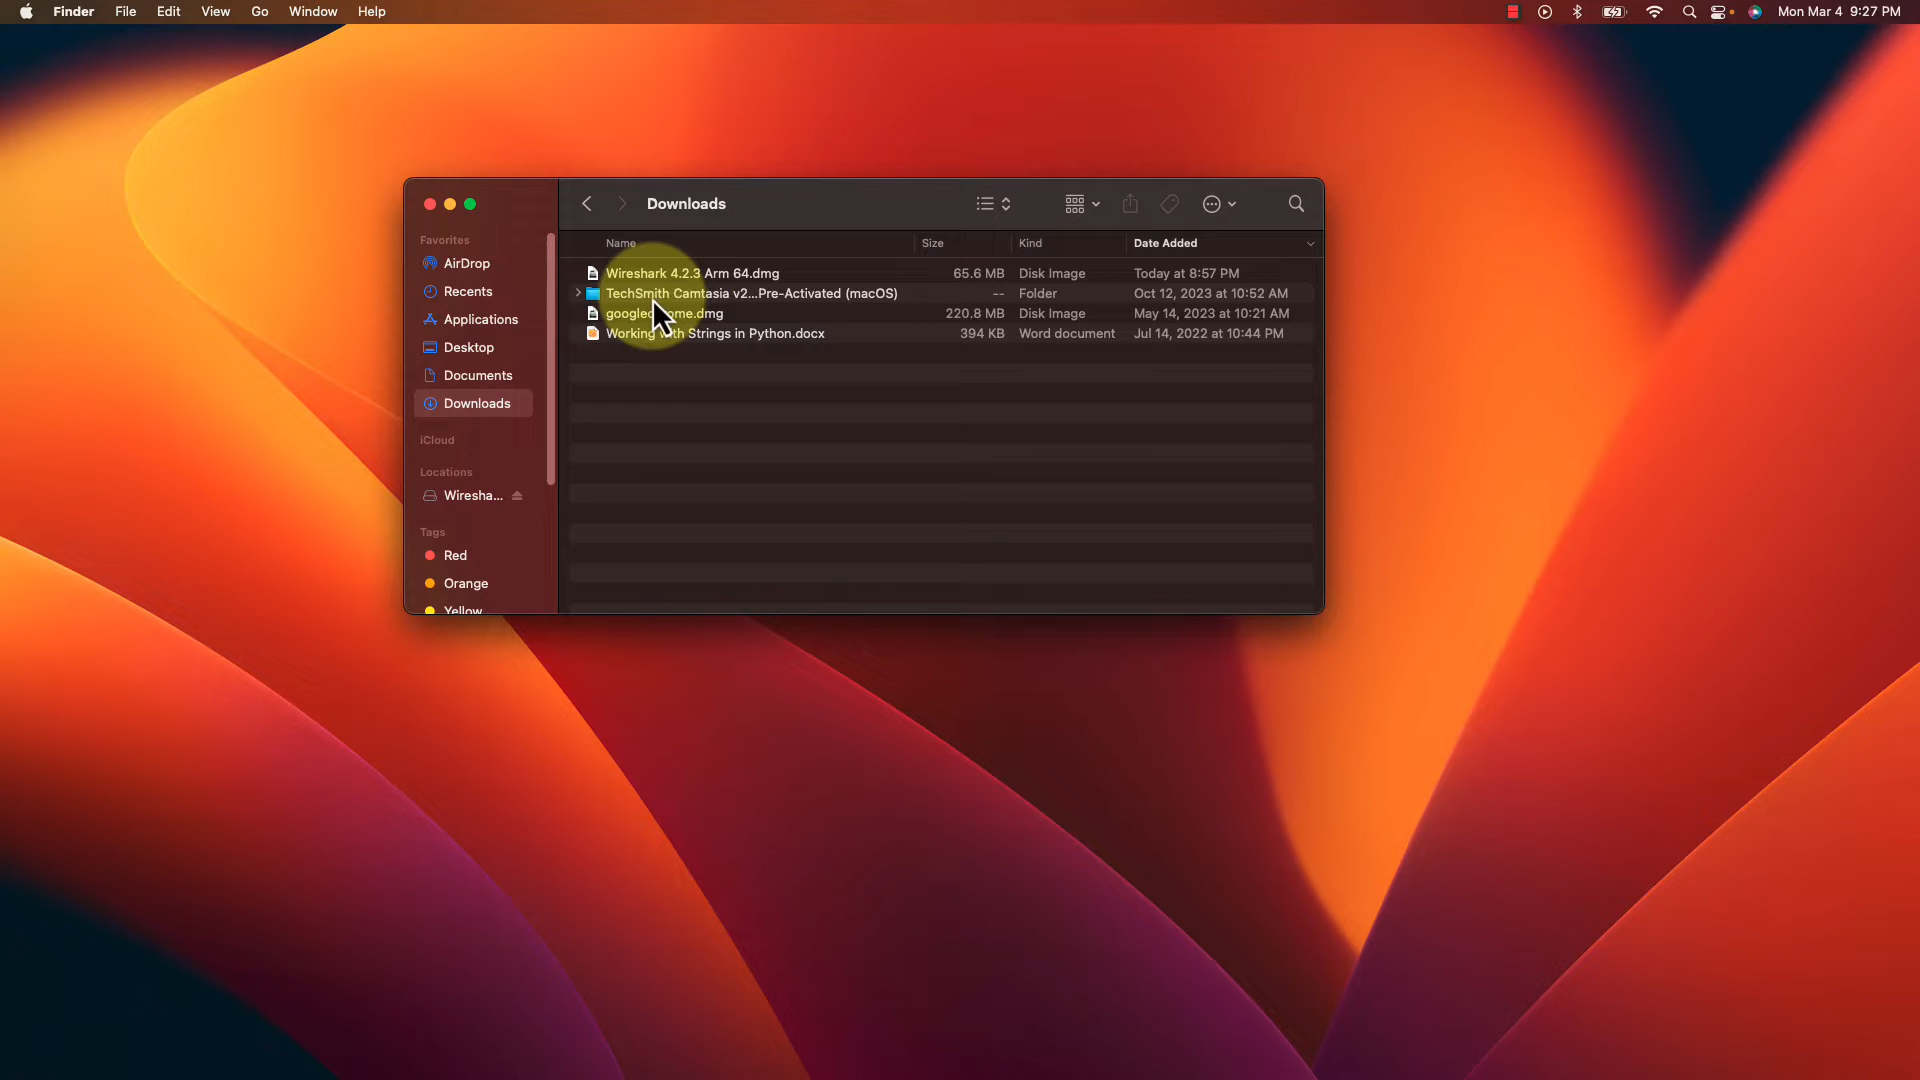 Finder File Edit View Go Window Help Mon Mar 4 9:27 PM
Downloads
Favorites
AirDrop
Recents
Applications
Desktop
Documents
Downloads
iCloud
Locations
Wiresha...
Tags
Red
Orange
Yellow
Name Size Kind Date Added
Wireshark 4.2.3 Arm 64.dmg 65.6 MB Disk Image Today at 8:57 PM
TechSmith Camtasia v2...Pre-Activated (macOS) -- Folder Oct 12, 2023 at 10:52 AM
220.8 MB Disk Image May 14, 2023 at 10:21 AM
Working with Strings in Python.docx 394 KB Word document Jul 14, 2022 at 10:44 PM